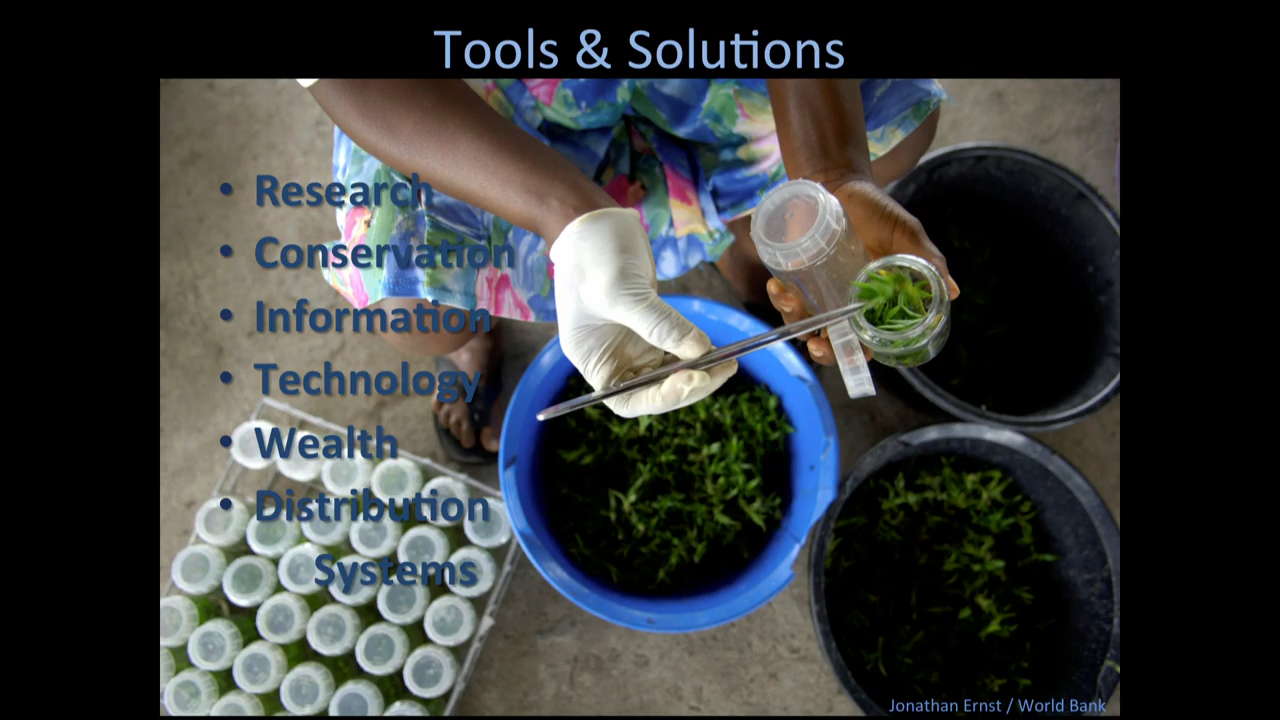 Tools & Solutions
• Research
• Conservation
• Information
• Technology
• Wealth
• Distribution
Systems
Jonathan Ernst / World Bank